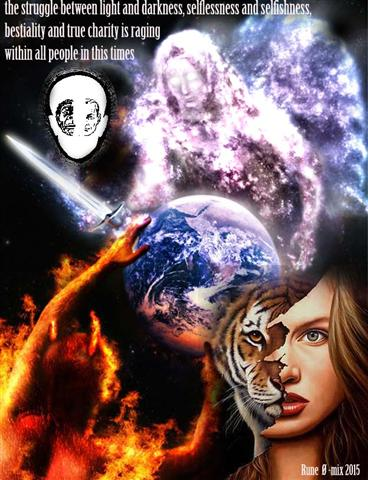 the struggle between light and darkness, selflessness and selfishness,
bestiality and true charity is raging
within all people in this times
Rune Ø-mix 2015